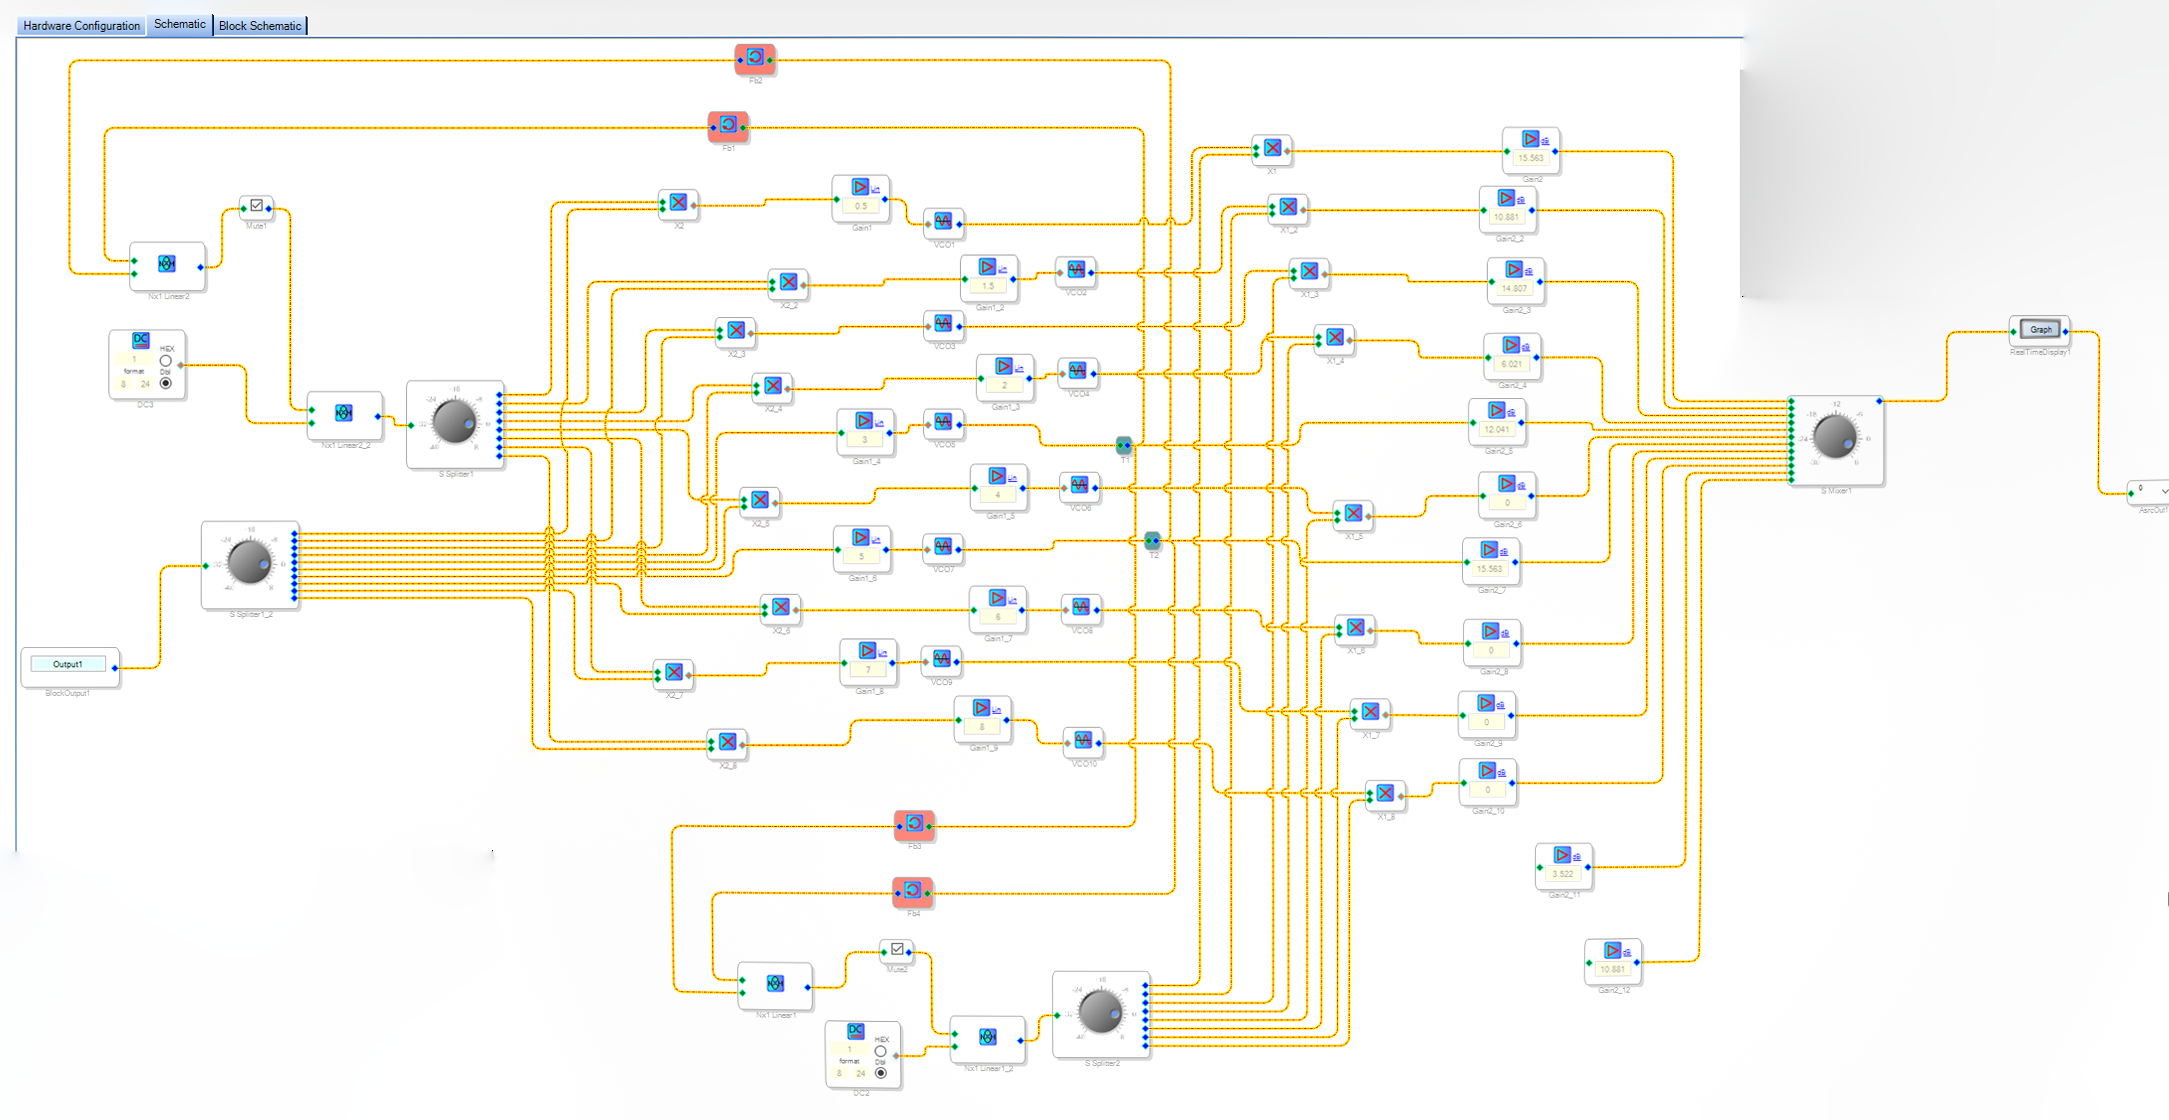 Hardware Configuration
Schematic
Block Schematic
Fb2
Fb1
Mute1
Nx1 Linear2
X2
0.5
Gain1
VCO1
X1
15.563
Gain2
X1_2
10.881
Gain2_2
X2_2
1.5
Gain1_2
VCO2
X1_3
14.807
Gain2_3
DC
HEX
1
format
Dbl
8 24
DC3
X2_3
VCO3
X1_4
6.021
Gain2_4
Graph
RealTimeDisplay1
Nx1 Linear2_2
S Splitter1
X2_4
2
Gain1_3
VCO4
3
Gain1_4
VCO5
T1
12.041
Gain2_5
S Mixer1
X2_5
4
Gain1_5
VCO6
X1_5
0
Gain2_6
0
AsrcOut1
S Splitter1_2
5
Gain1_6
VCO7
T2
15.563
Gain2_7
X2_6
6
Gain1_7
VCO8
X1_6
0
Gain2_8
Output1
BlockOutput1
X2_7
7
Gain1_8
VCO9
X1_7
0
Gain2_9
X2_8
8
Gain1_9
VCO10
X1_8
0
Gain2_10
Fb3
3.522
Gain2_11
Fb4
Mute2
10.881
Gain2_12
Nx1 Linear1
DC
HEX
1
format
Dbl
8 24
DC2
Nx1 Linear1_2
S Splitter2